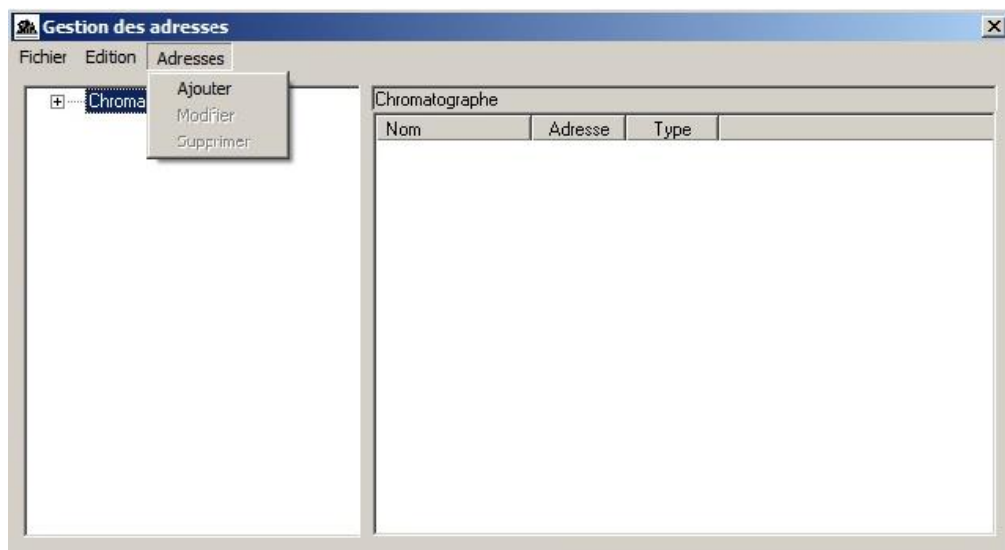 Gestion des adresses
Fichier Edition Adresses
Ajouter
Modifier
Supprimer
Chroma
Chromatographe
Nom Adresse Type